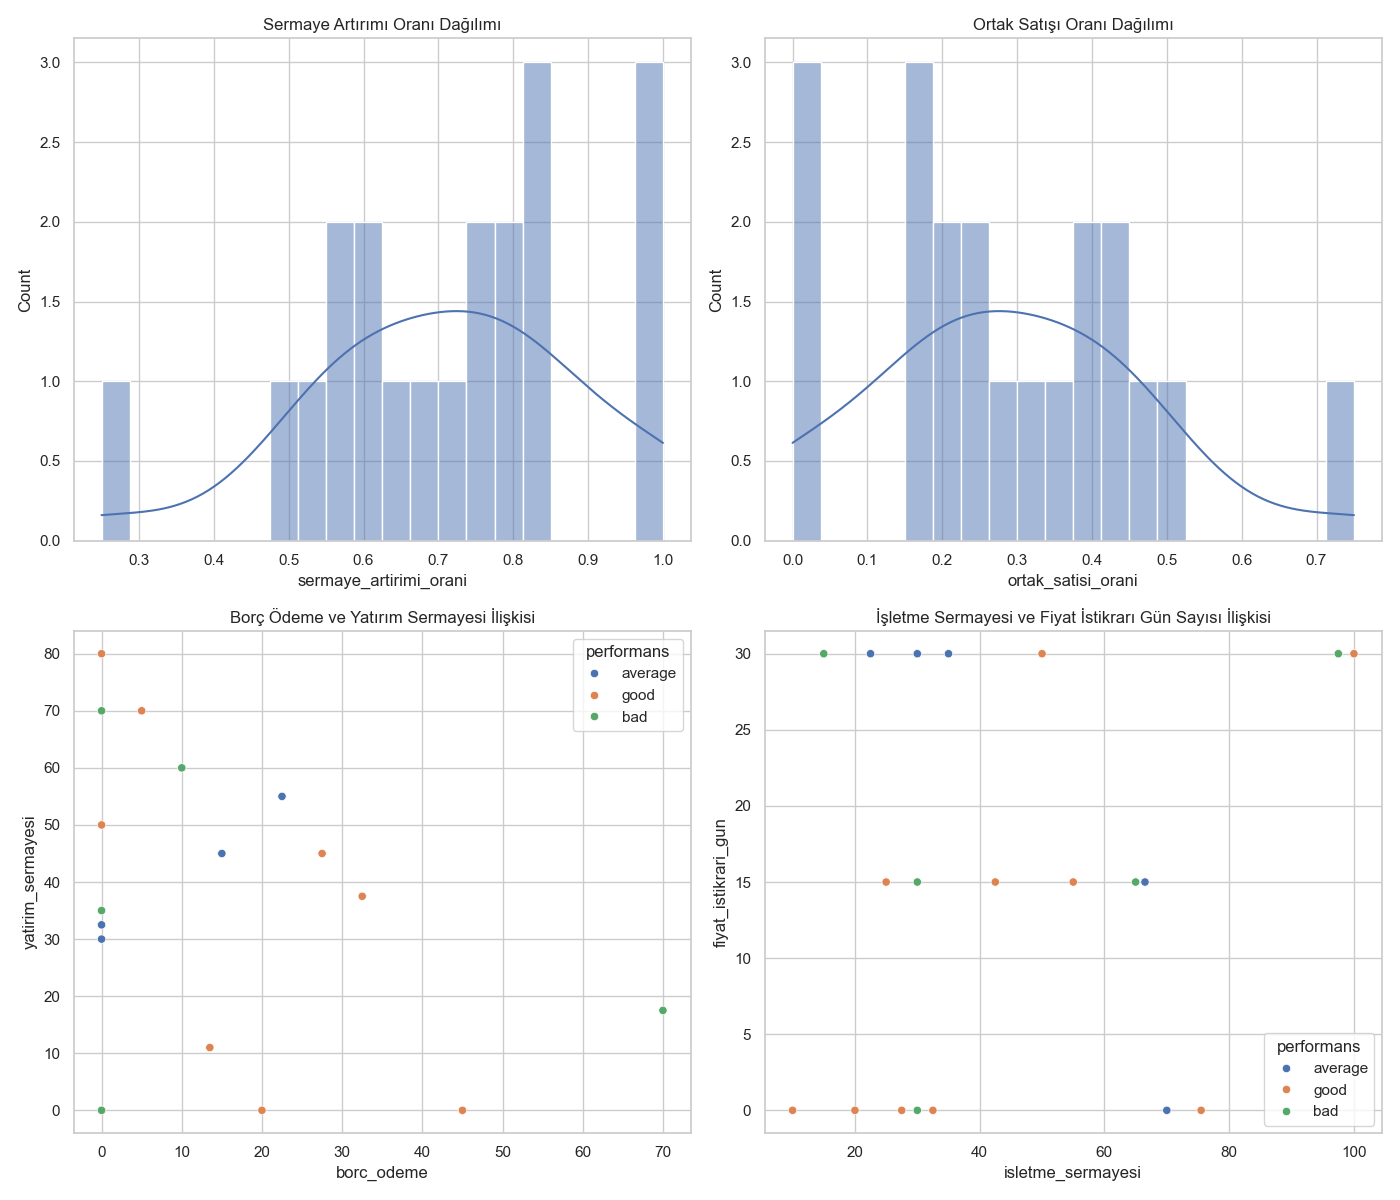 Sermaye Artırımı Oranı Dağılımı
3.0
2.5
2.0
1.5
1.0
0.5
0.0
Count
0.3 0.4 0.5 0.6 0.7 0.8 0.9 1.0
sermaye_artirimi_orani
Ortak Satışı Oranı Dağılımı
3.0
2.5
2.0
1.5
1.0
0.5
0.0
Count
0.0 0.1 0.2 0.3 0.4 0.5 0.6 0.7
ortak_satisi_orani
Borç Ödeme ve Yatırım Sermayesi İlişkisi
80
70
60
50
40
30
20
10
0
yatirim_sermayesi
performans
average
good
bad
0 10 20 30 40 50 60 70
borc_odeme
İşletme Sermayesi ve Fiyat İstikrarı Gün Sayısı İlişkisi
30
25
20
15
10
5
0
fiyat_istikrari_gun
performans
average
good
bad
20 40 60 80 100
isletme_sermayesi